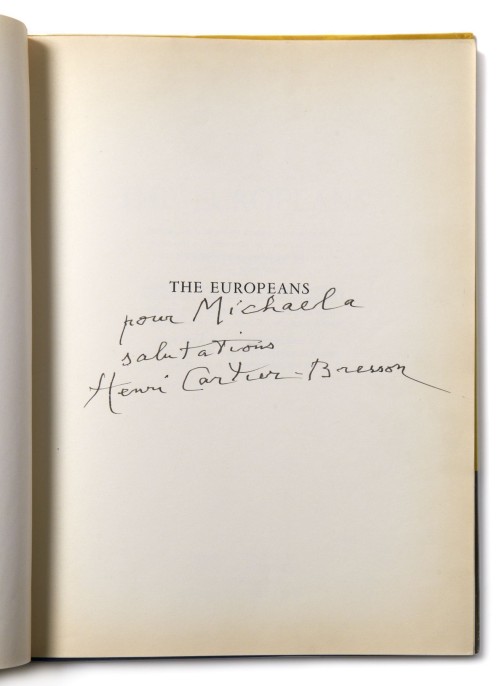 THE EUROPEANS
pour Michaela
salutations
Henri Cartier-Bresson